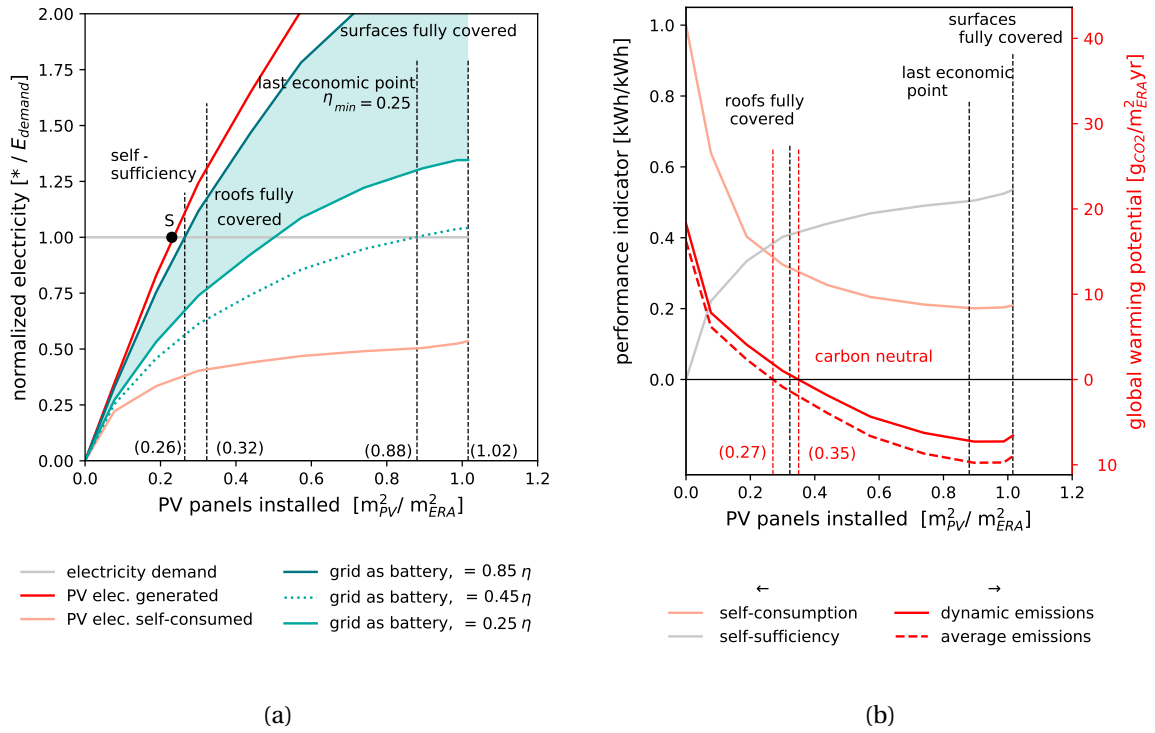 2.00
1.75
1.50
1.25
1.00
0.75
0.50
0.25
0.00
normalized electricity [* / E_demand]
surfaces fully covered
last economic point
η_min = 0.25
self -
sufficiency
S
roofs fully
covered
(0.26)
(0.32)
(0.88)
(1.02)
0.0 0.2 0.4 0.6 0.8 1.0 1.2
PV panels installed [m²_PV/ m²_ERA]
electricity demand
PV elec. generated
PV elec. self-consumed
grid as battery, = 0.85 η
grid as battery, = 0.45 η
grid as battery, = 0.25 η
(a)
1.0
0.8
0.6
0.4
0.2
0.0
performance indicator [kWh/kWh]
surfaces
fully covered
last economic
point
roofs fully
covered
carbon neutral
(0.27)
(0.35)
40
30
20
10
0
10
global warming potential [g_CO2/m²_ERA yr]
0.0 0.2 0.4 0.6 0.8 1.0 1.2
PV panels installed [m²_PV/ m²_ERA]
← →
self-consumption
self-sufficiency
dynamic emissions
average emissions
(b)